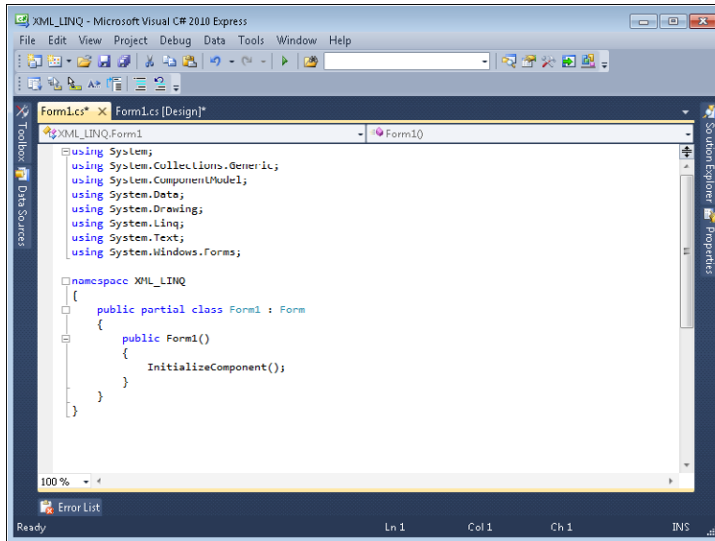 XML_LINQ - Microsoft Visual C# 2010 Express
File Edit View Project Debug Data Tools Window Help
Form1.cs* Form1.cs [Design]*
XML_LINQ.Form1 Form1()
using System;
using System.Collections.Generic;
using System.ComponentModel;
using System.Data;
using System.Drawing;
using System.Linq;
using System.Text;
using System.Windows.Forms;
namespace XML_LINQ
{
public partial class Form1 : Form
{
public Form1()
{
InitializeComponent();
}
}
}
100 %
Toolbox
Data Sources
Solution Explorer
Properties
Error List
Ready Ln 1 Col 1 Ch 1 INS